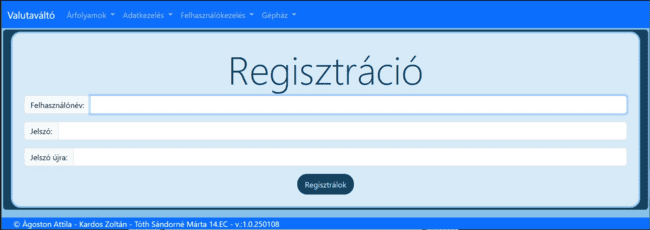 Valutaváltó Árfolyamok Adatkezelés Felhasználókezelés Gépház
Regisztráció
Felhasználónév:
Jelszó:
Jelszó újra:
Regisztrálok
© Ágoston Attila - Kardos Zoltán - Tóth Sándorné Márta 14.EC - v.:1.0.250108